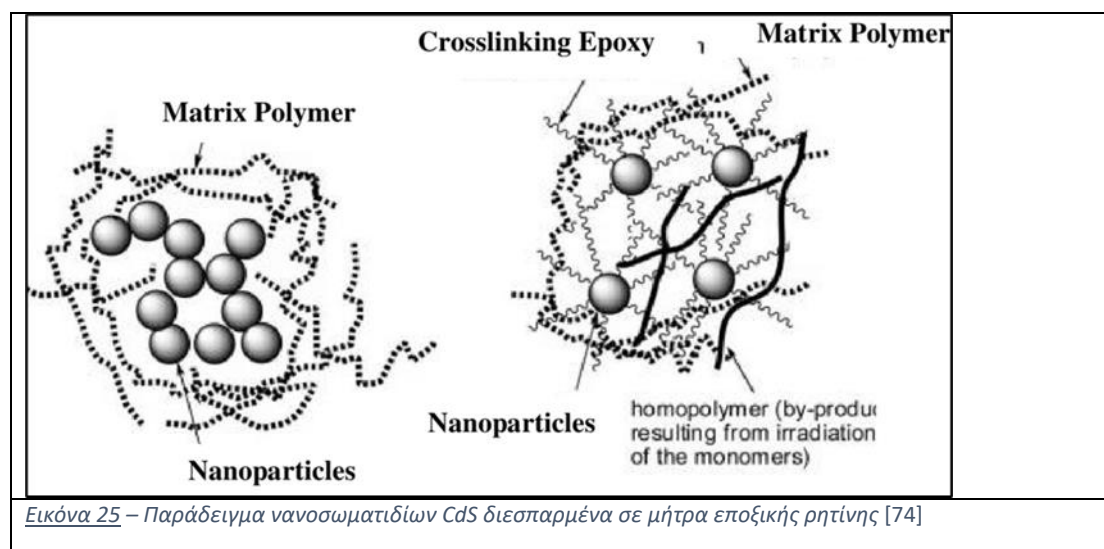 Crosslinking Epoxy
Matrix Polymer
Matrix Polymer
Nanoparticles
Nanoparticles
homopolymer (by-produ
resulting from irradiation
of the monomers)
Εικόνα 25 – Παράδειγμα νανοσωματιδίων CdS διεσπαρμένα σε μήτρα εποξικής ρητίνης [74]